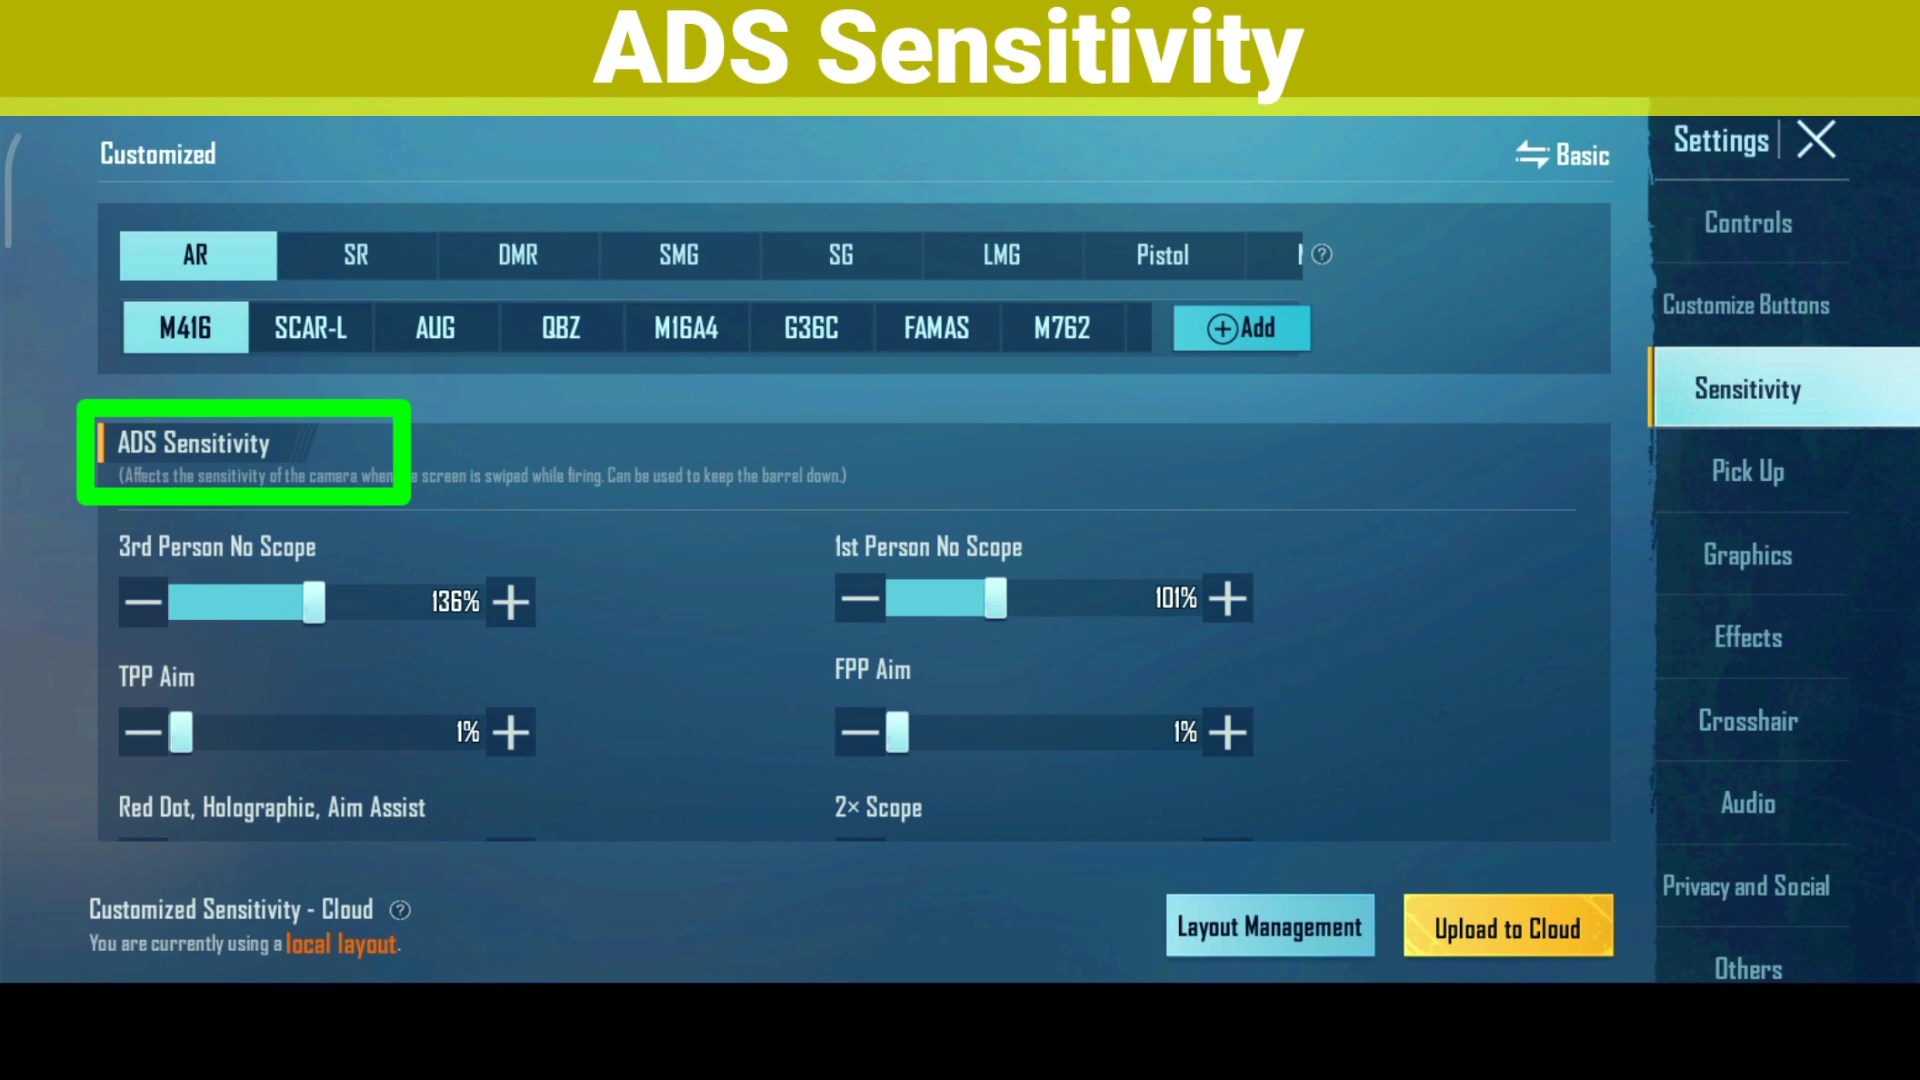 ADS Sensitivity
Customized
Basic
Settings
AR SR DMR SMG SG LMG Pistol
M416 SCAR-L AUG QBZ M16A4 G36C FAMAS M762 Add
ADS Sensitivity
(Affects the sensitivity of the camera when e screen is swiped while firing. Can be used to keep the barrel down.)
3rd Person No Scope
136%
1st Person No Scope
101%
TPP Aim
1%
FPP Aim
1%
Red Dot, Holographic, Aim Assist
2× Scope
Customized Sensitivity - Cloud
You are currently using a local layout.
Layout Management
Upload to Cloud
Controls
Customize Buttons
Sensitivity
Pick Up
Graphics
Effects
Crosshair
Audio
Privacy and Social
Others